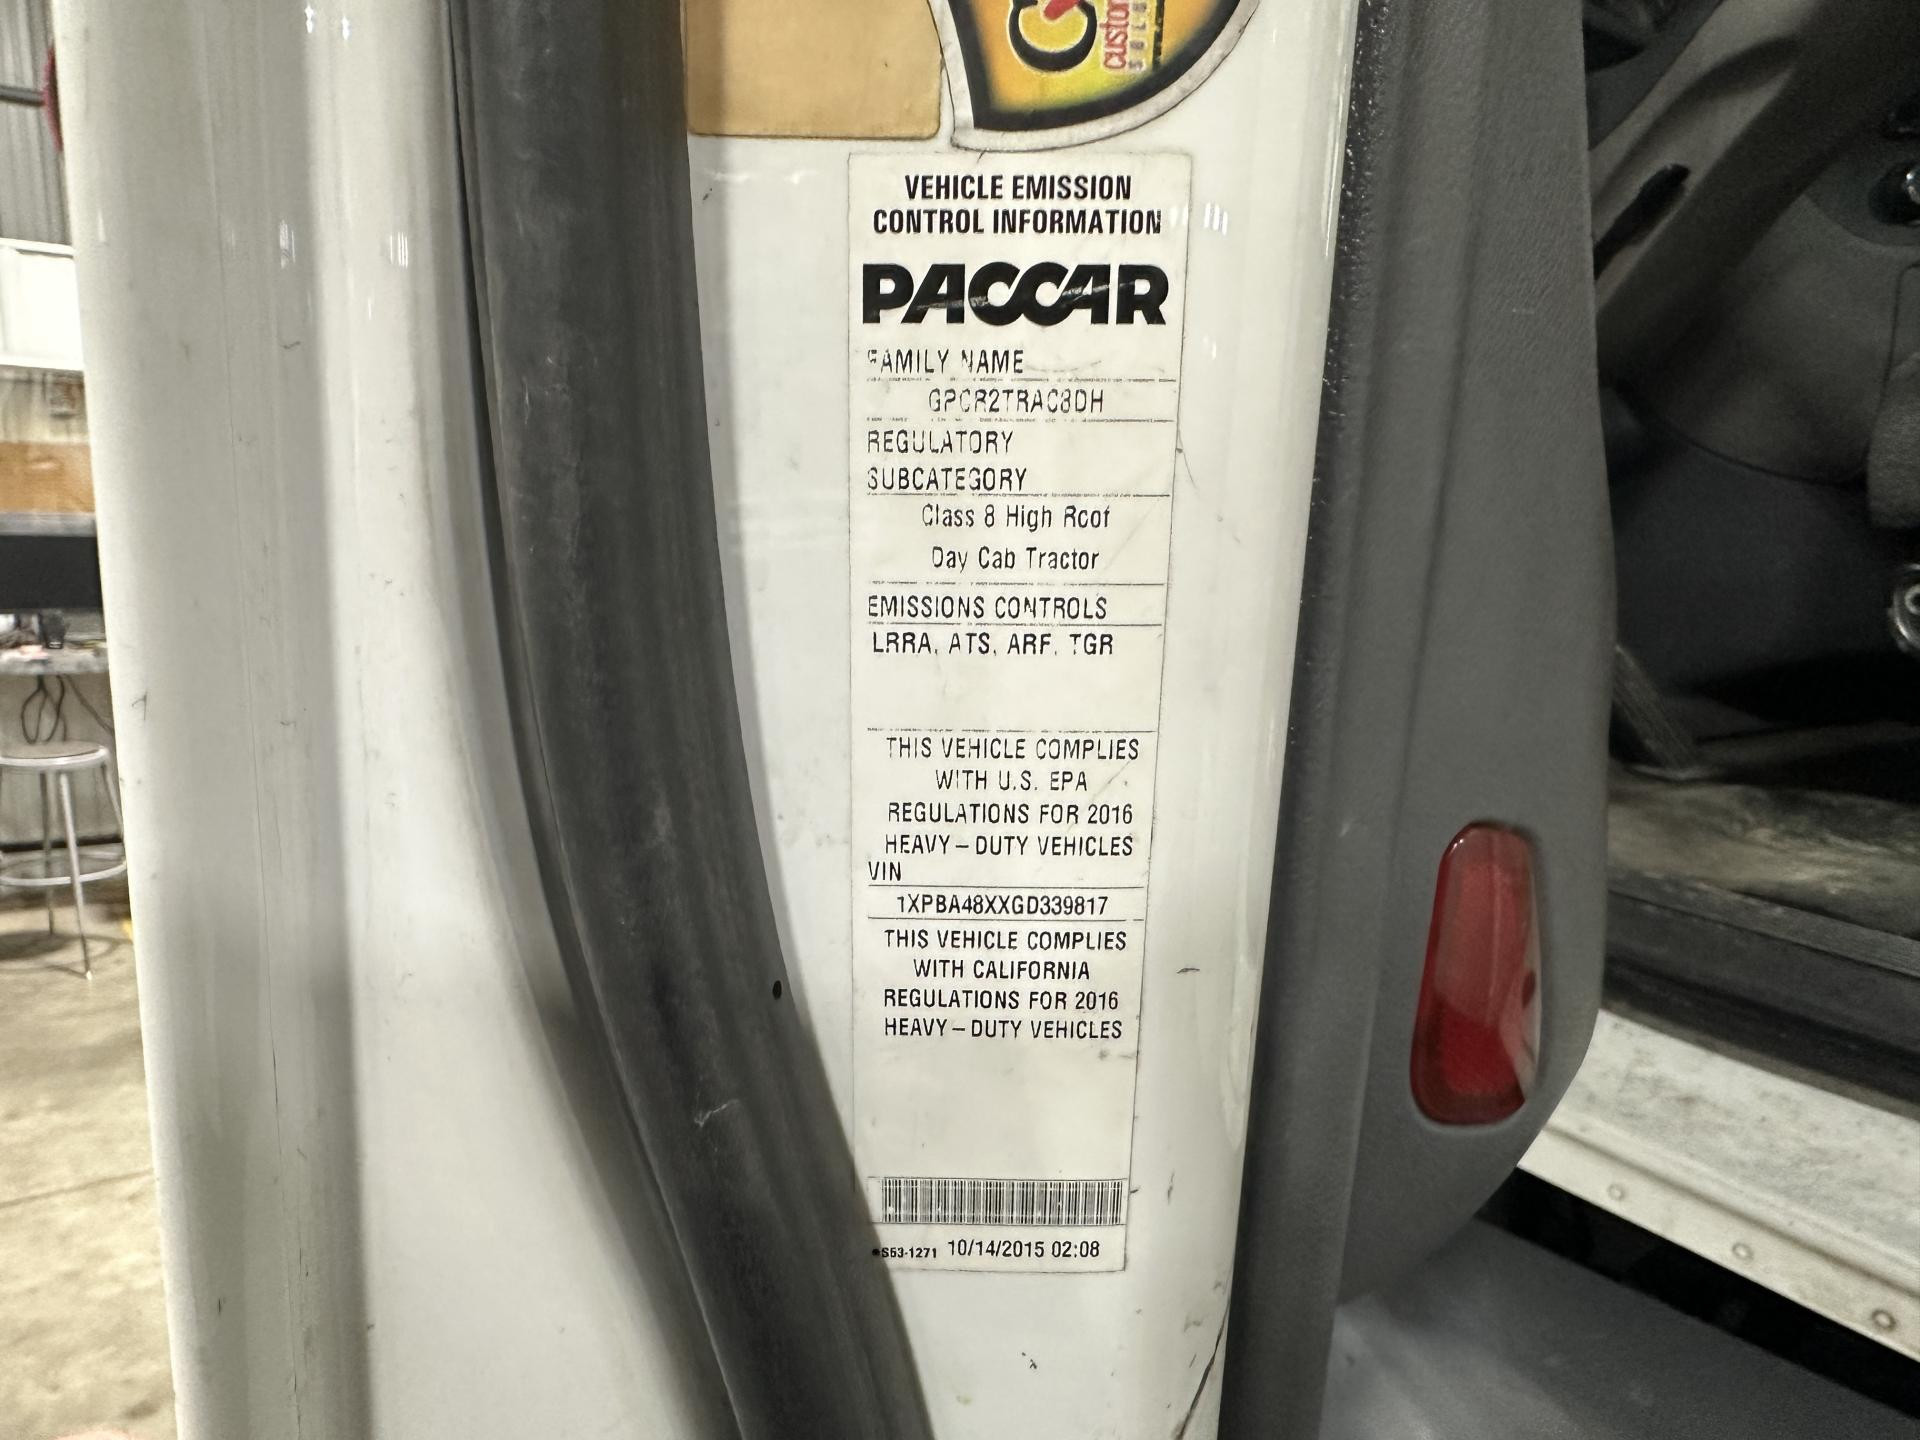 VEHICLE EMISSION
CONTROL INFORMATION
PACCAR
FAMILY NAME
GPCR2TRAC8DH
REGULATORY
SUBCATEGORY
Class 8 High Roof
Day Cab Tractor
EMISSIONS CONTROLS
LRRA, ATS, ARF, TGR
THIS VEHICLE COMPLIES
WITH U.S. EPA
REGULATIONS FOR 2016
HEAVY-DUTY VEHICLES
VIN
1XPBA48XXGD339817
THIS VEHICLE COMPLIES
WITH CALIFORNIA
REGULATIONS FOR 2016
HEAVY-DUTY VEHICLES
S53-1271 10/14/2015 02:08